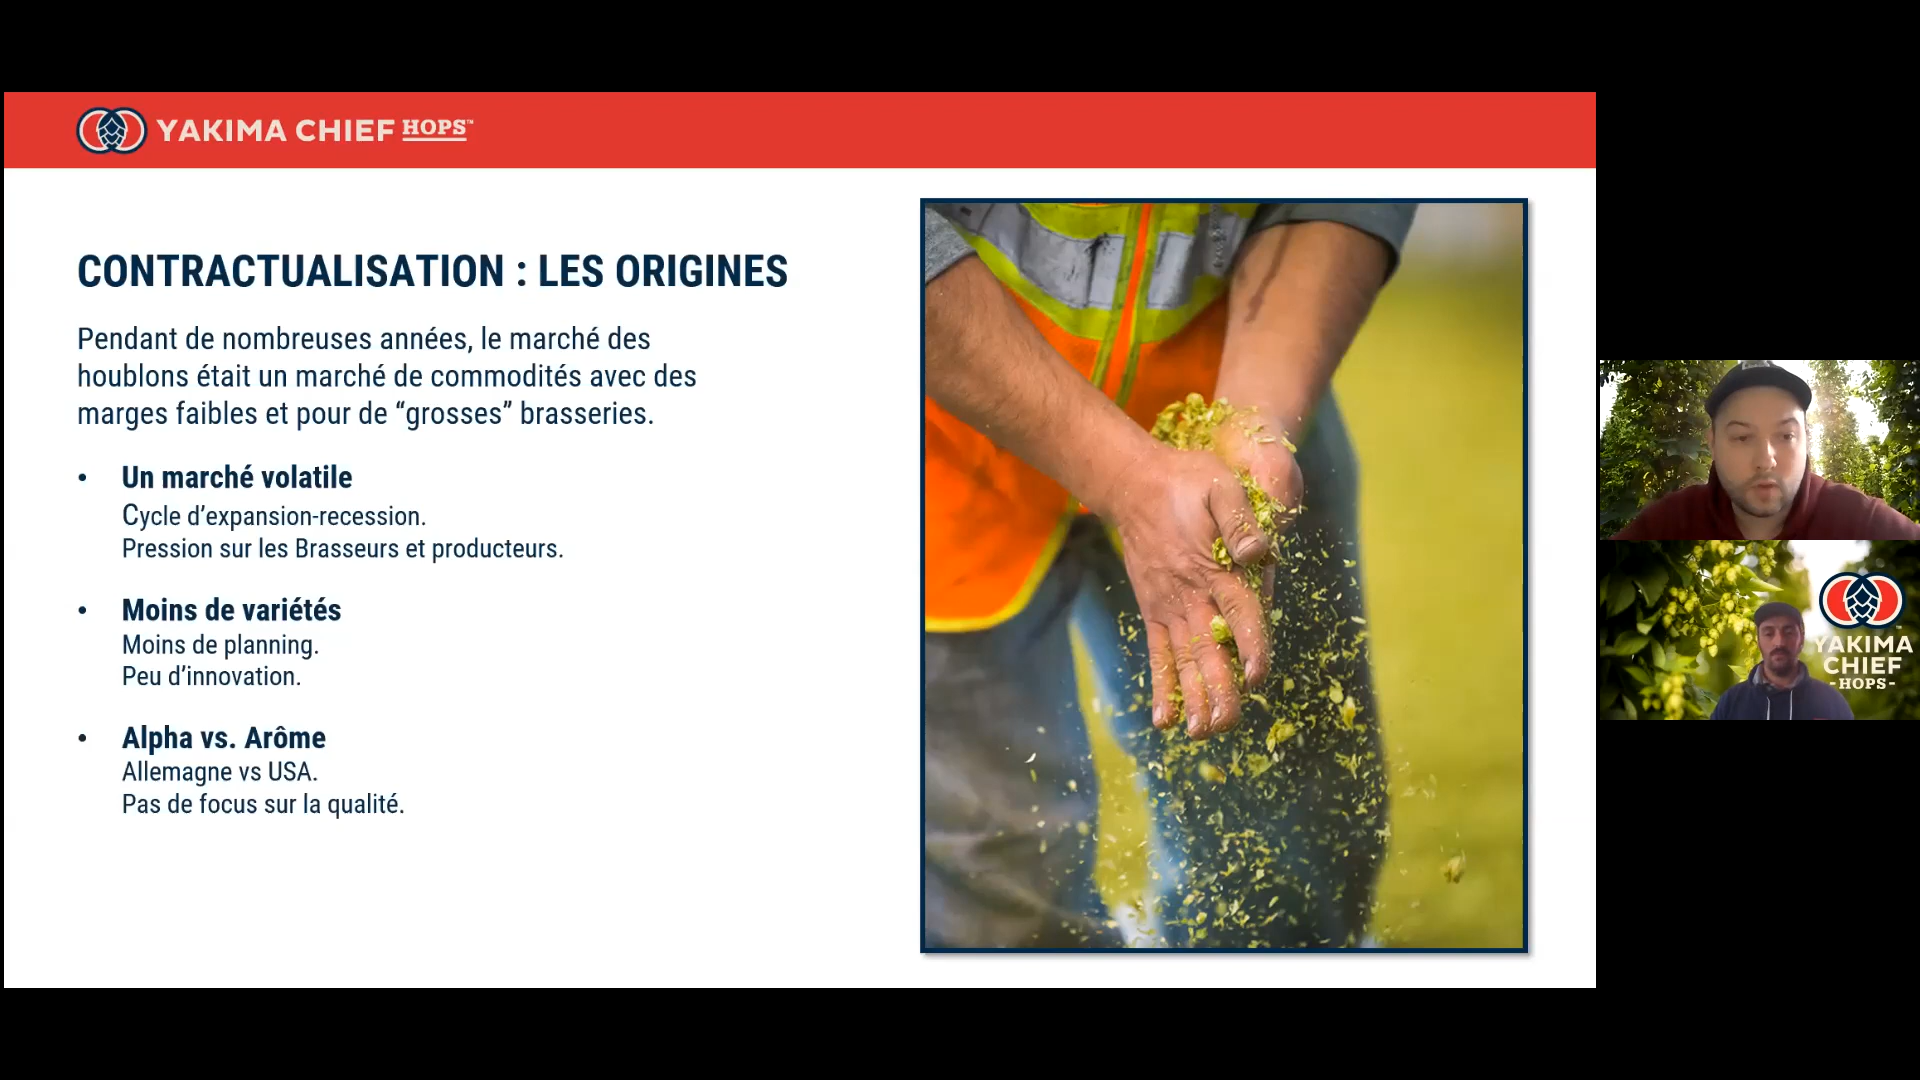 YAKIMA CHIEF HOPS™
CONTRACTUALISATION : LES ORIGINES
Pendant de nombreuses années, le marché des
houblons était un marché de commodités avec des
marges faibles et pour de “grosses” brasseries.
• Un marché volatile
Cycle d’expansion-recession.
Pression sur les Brasseurs et producteurs.
• Moins de variétés
Moins de planning.
Peu d’innovation.
• Alpha vs. Arôme
Allemagne vs USA.
Pas de focus sur la qualité.
YAKIMA
CHIEF
-HOPS-